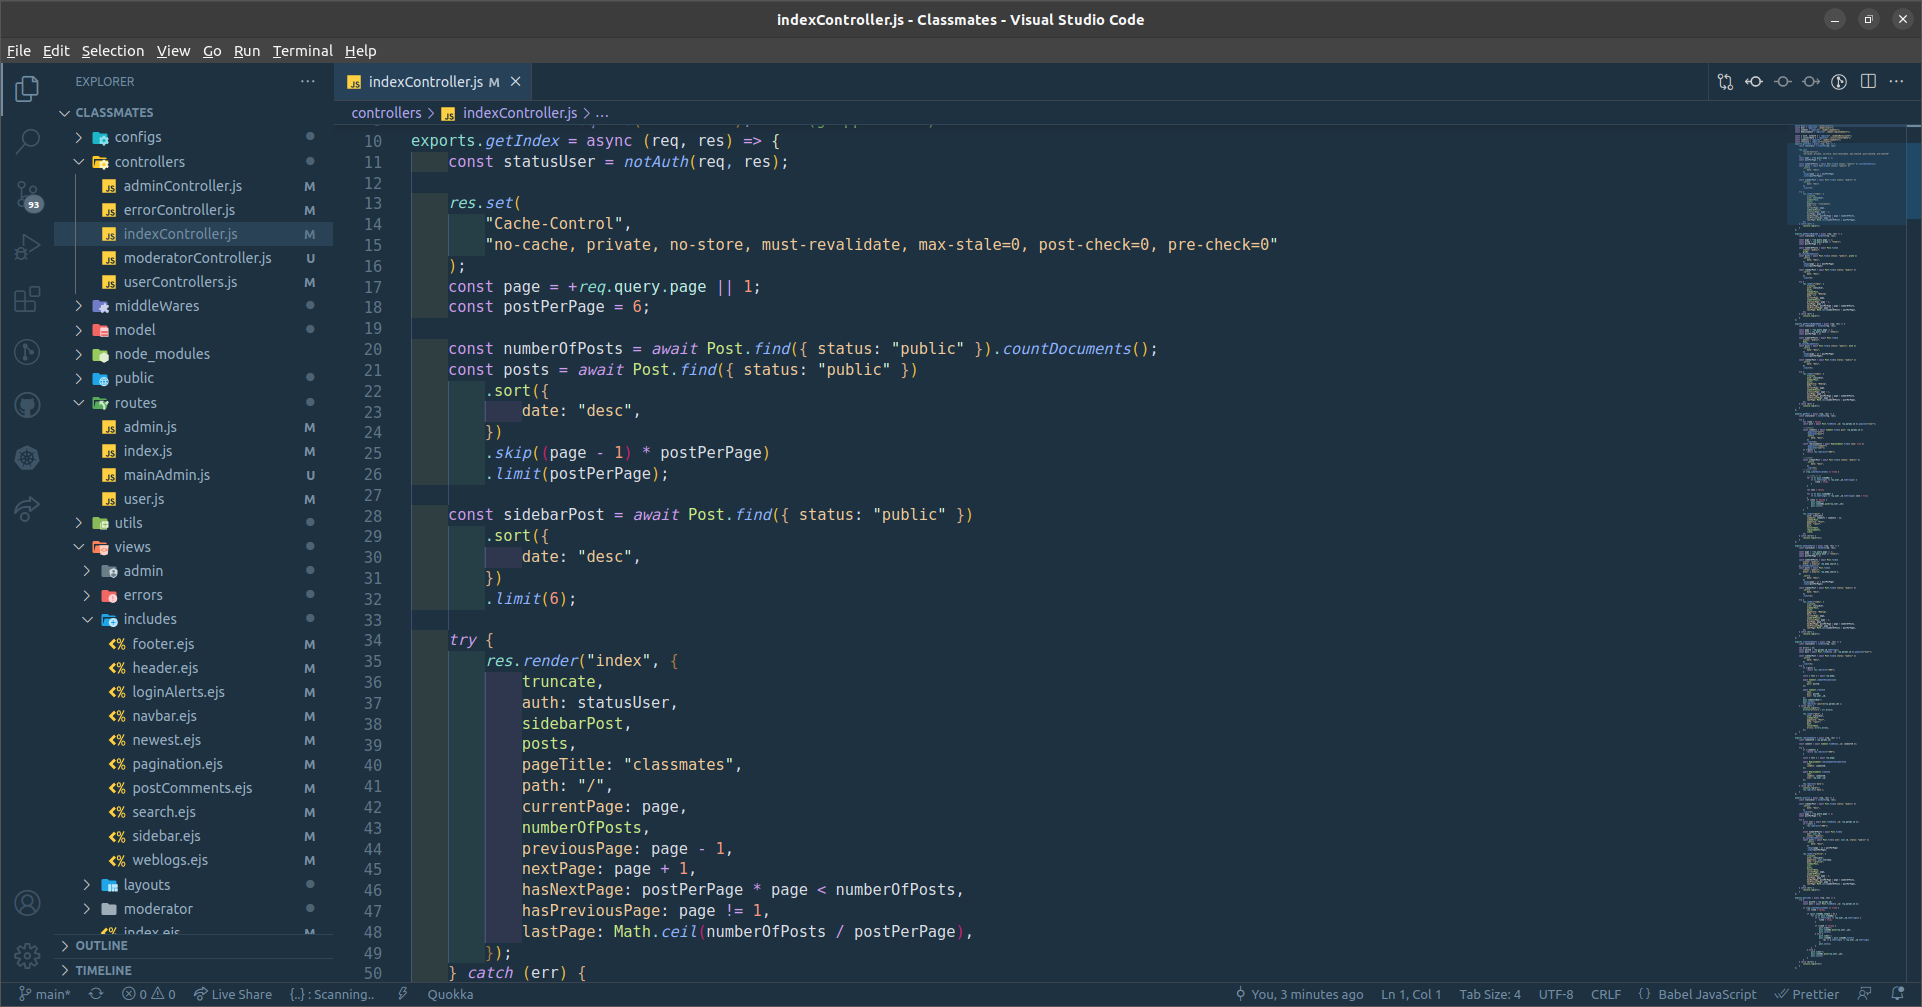 indexController.js - Classmates - Visual Studio Code
File Edit Selection View Go Run Terminal Help
EXPLORER ···
indexController.js M
controllers > indexController.js > ...
CLASSMATES
configs
controllers
adminController.js M
errorController.js M
indexController.js M
moderatorController.js U
userControllers.js M
middleWares
model
node_modules
public
routes
admin.js M
index.js M
mainAdmin.js U
user.js M
utils
views
admin
errors
includes
footer.ejs M
header.ejs M
loginAlerts.ejs M
navbar.ejs M
newest.ejs M
pagination.ejs M
postComments.ejs M
search.ejs M
sidebar.ejs M
weblogs.ejs M
layouts
moderator
index.ejs M
OUTLINE
TIMELINE
93
10 exports.getIndex = async (req, res) => {
11 const statusUser = notAuth(req, res);
12
13 res.set(
14 "Cache-Control",
15 "no-cache, private, no-store, must-revalidate, max-stale=0, post-check=0, pre-check=0"
16 );
17 const page = +req.query.page || 1;
18 const postPerPage = 6;
19
20 const numberOfPosts = await Post.find({ status: "public" }).countDocuments();
21 const posts = await Post.find({ status: "public" })
22 .sort({
23 date: "desc",
24 })
25 .skip((page - 1) * postPerPage)
26 .limit(postPerPage);
27
28 const sidebarPost = await Post.find({ status: "public" })
29 .sort({
30 date: "desc",
31 })
32 .limit(6);
33
34 try {
35 res.render("index", {
36 truncate,
37 auth: statusUser,
38 sidebarPost,
39 posts,
40 pageTitle: "classmates",
41 path: "/",
42 currentPage: page,
43 numberOfPosts,
44 previousPage: page - 1,
45 nextPage: page + 1,
46 hasNextPage: postPerPage * page < numberOfPosts,
47 hasPreviousPage: page != 1,
48 lastPage: Math.ceil(numberOfPosts / postPerPage),
49 });
50 } catch (err) {
main* 0 0 Live Share {..} : Scanning.. Quokka You, 3 minutes ago Ln 1, Col 1 Tab Size: 4 UTF-8 CRLF {} Babel JavaScript Prettier